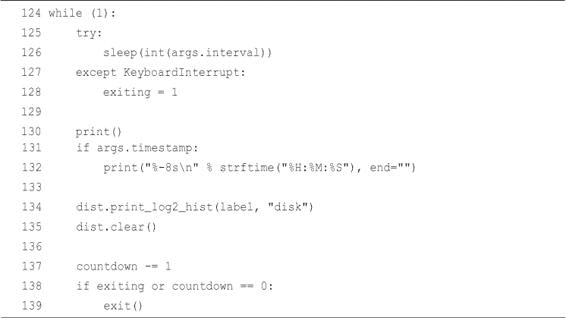 124 while (1):
125     try:
126         sleep(int(args.interval))
127     except KeyboardInterrupt:
128         exiting = 1
129
130     print()
131     if args.timestamp:
132         print("%-8s\n" % strftime("%H:%M:%S"), end="")
133
134     dist.print_log2_hist(label, "disk")
135     dist.clear()
136
137     countdown -= 1
138     if exiting or countdown == 0:
139         exit()